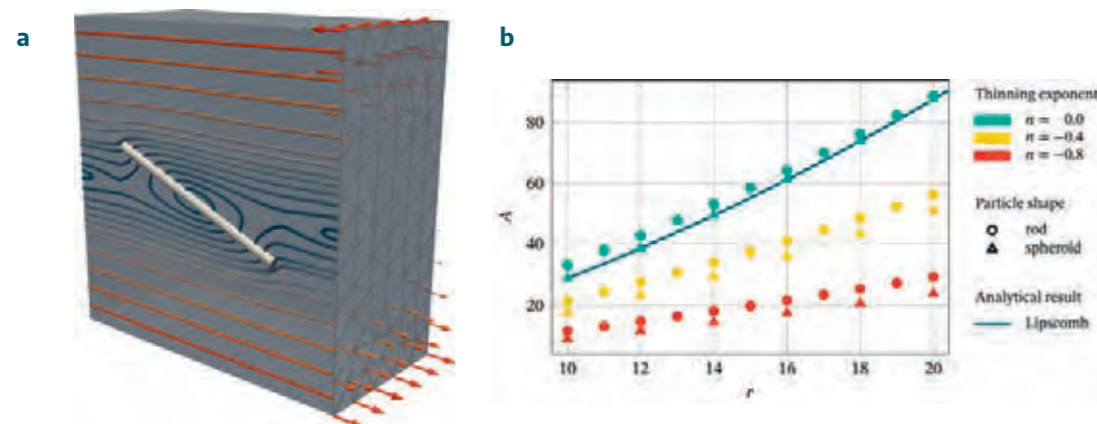 a
b
80
60
40
20
A
10
12
14
16
18
20
r
Thinning exponent
n = 0.0
n = −0.4
n = −0.8
Particle shape
rod
spheroid
Analytical result
Lipscomb